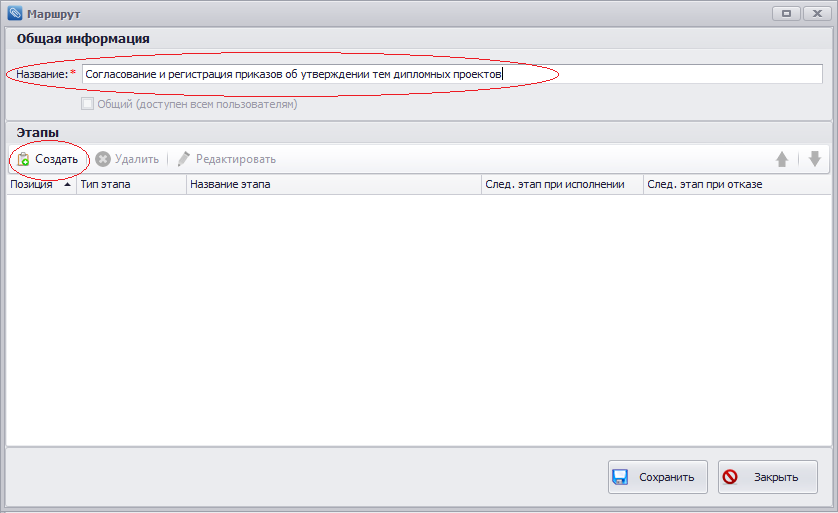 Маршрут
Общая информация
Название:* Согласование и регистрация приказов об утверждении тем дипломных проектов
Общий (доступен всем пользователям)
Этапы
Создать Удалить Редактировать
Позиция Тип этапа Название этапа След. этап при исполнении След. этап при отказе
Сохранить Закрыть